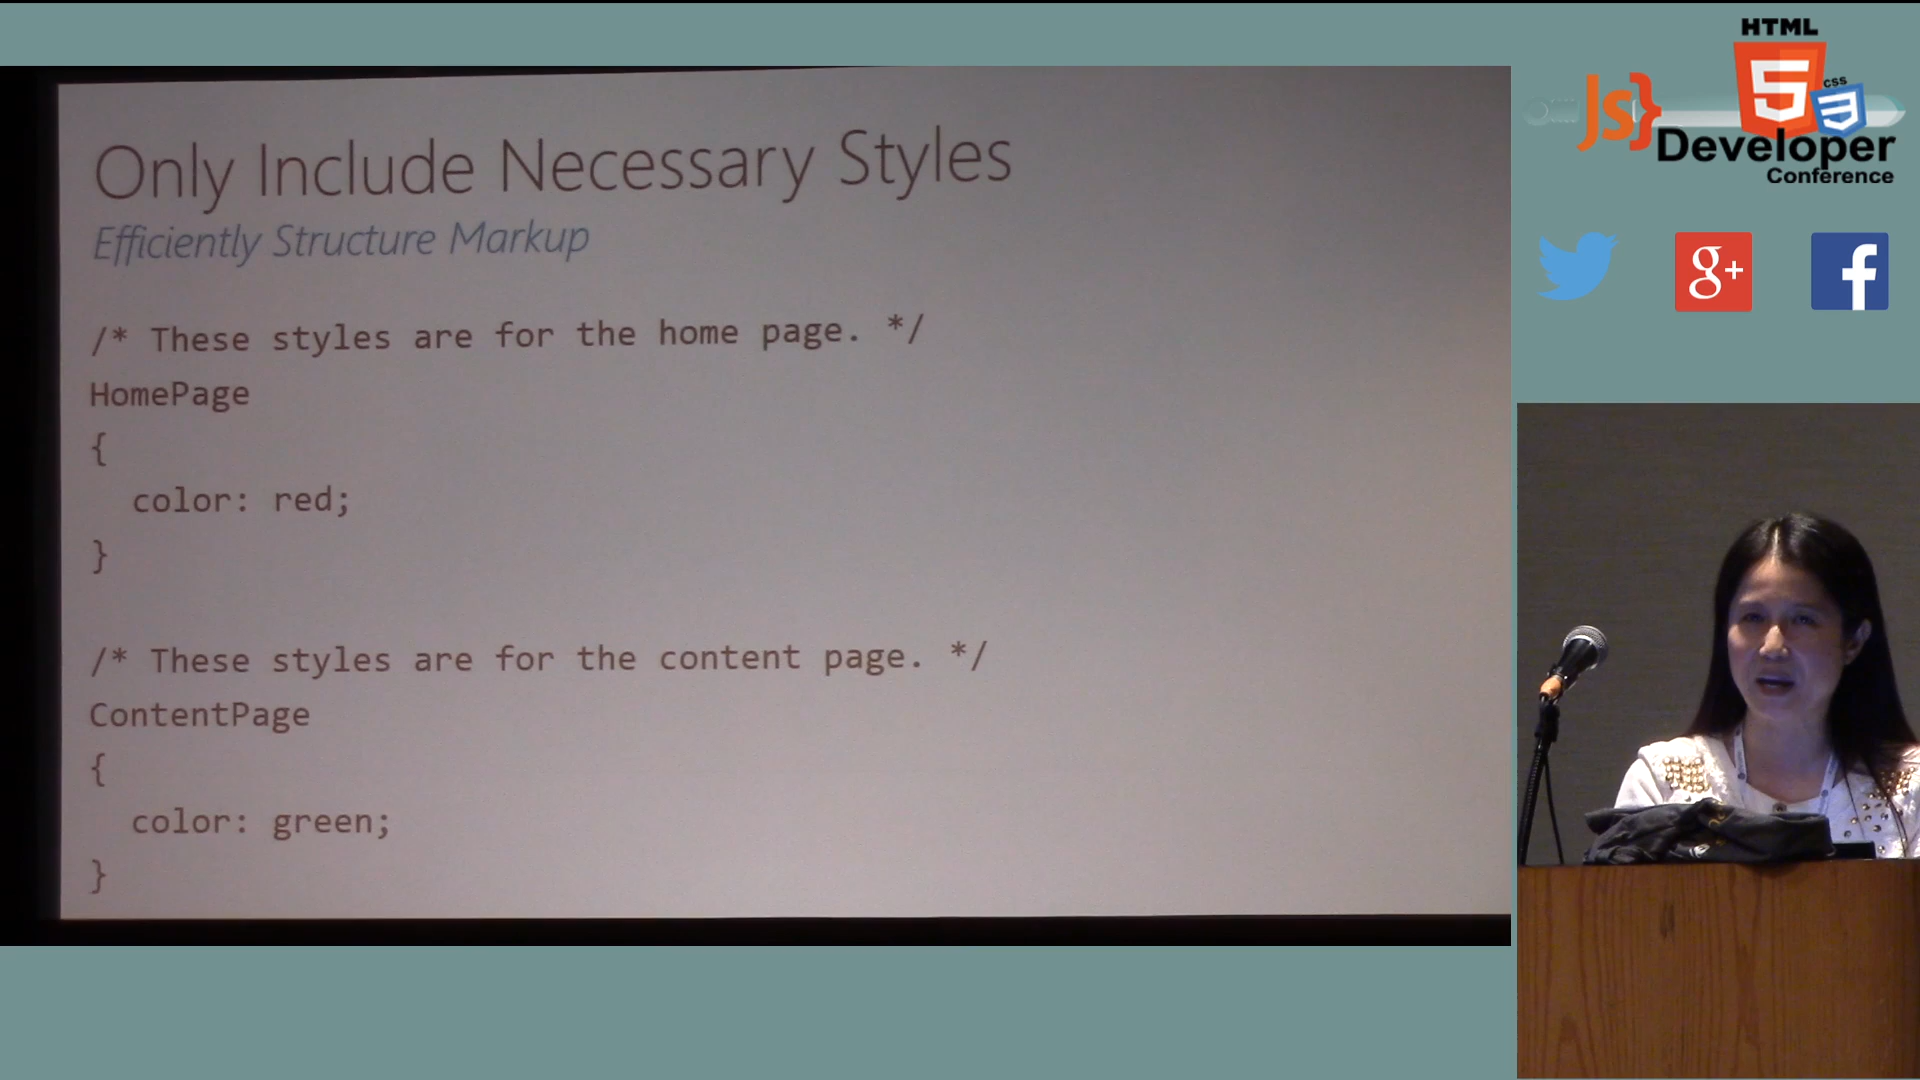 Only Include Necessary Styles
Efficiently Structure Markup
/* These styles are for the home page. */
HomePage
{
color: red;
}
/* These styles are for the content page. */
ContentPage
{
color: green;
}
HTML
5
CSS
3
JS}
Developer
Conference
g+
f